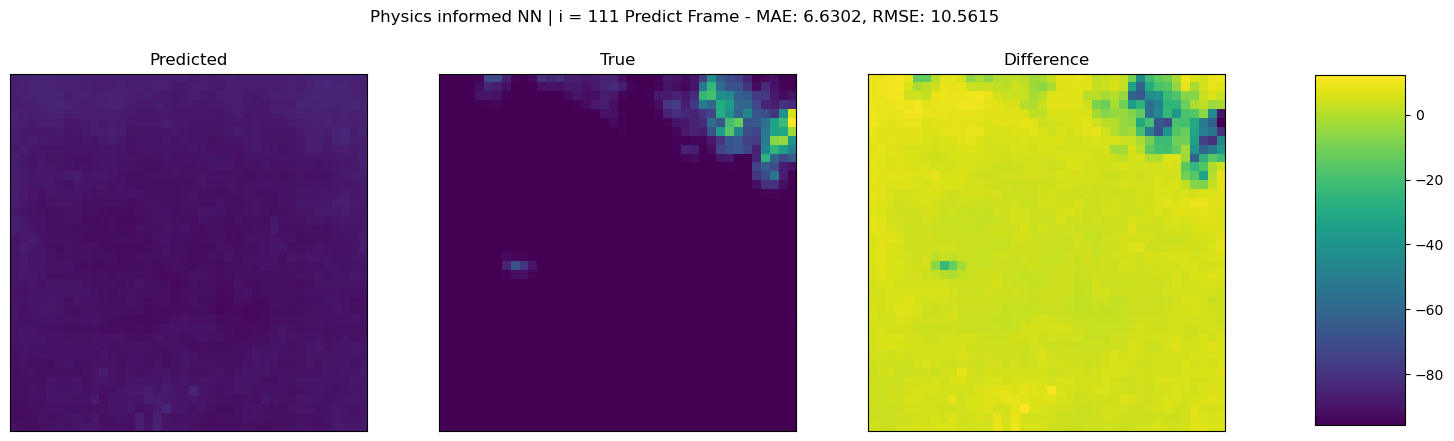 Physics informed NN | i = 111 Predict Frame - MAE: 6.6302, RMSE: 10.5615
Predicted
True
Difference
0
−20
−40
−60
−80